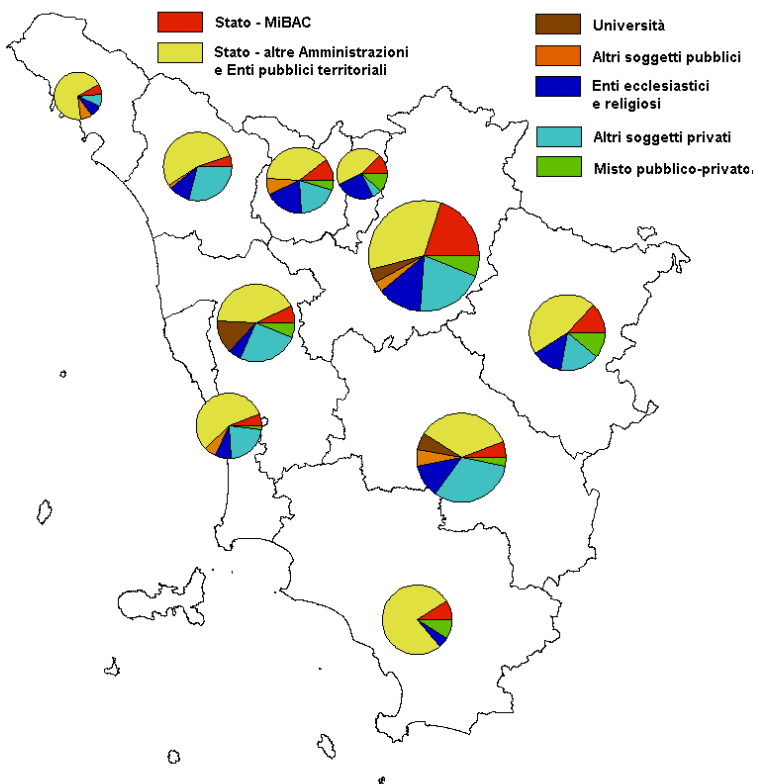 Stato - MiBAC
Stato - altre Amministrazioni
e Enti pubblici territoriali
Università
Altri soggetti pubblici
Enti ecclesiastici
e religiosi
Altri soggetti privati
Misto pubblico-privato.